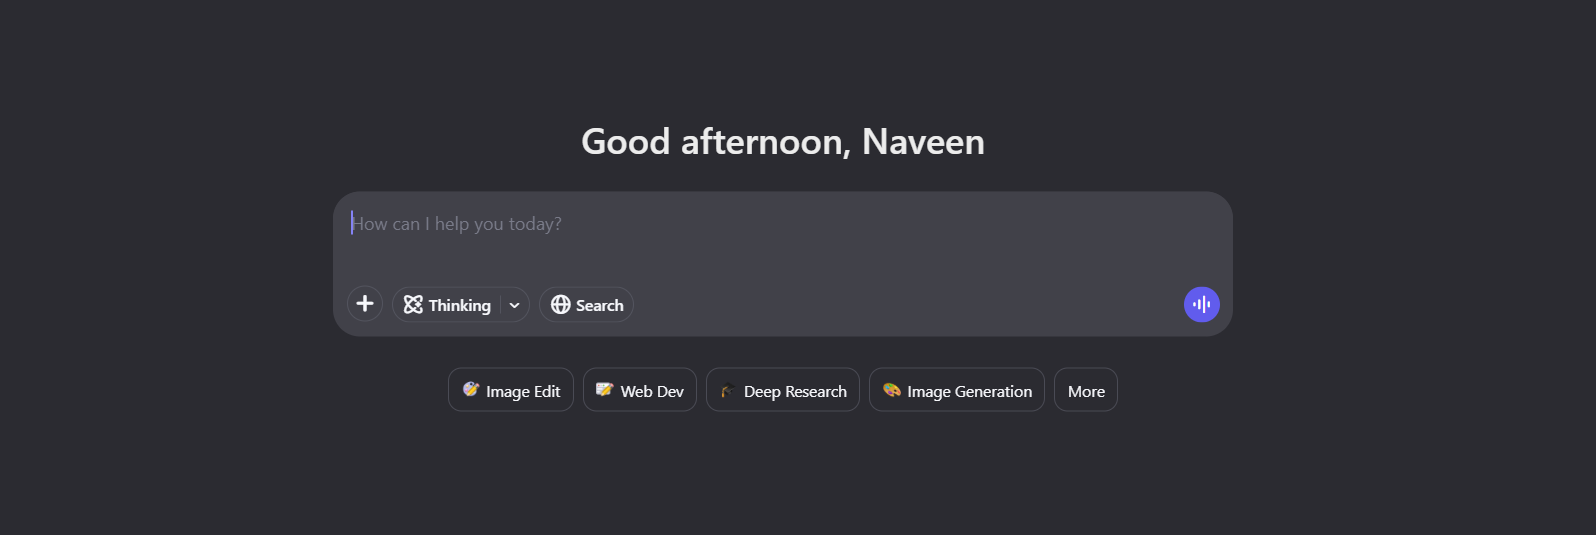 Good afternoon, Naveen
How can I help you today?
Thinking Search
Image Edit Web Dev Deep Research Image Generation More